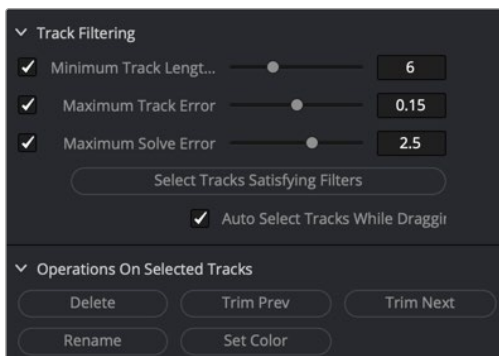 Track Filtering
Minimum Track Lengt... 6
Maximum Track Error 0.15
Maximum Solve Error 2.5
Select Tracks Satisfying Filters
Auto Select Tracks While Draggin
Operations On Selected Tracks
Delete Trim Prev Trim Next
Rename Set Color